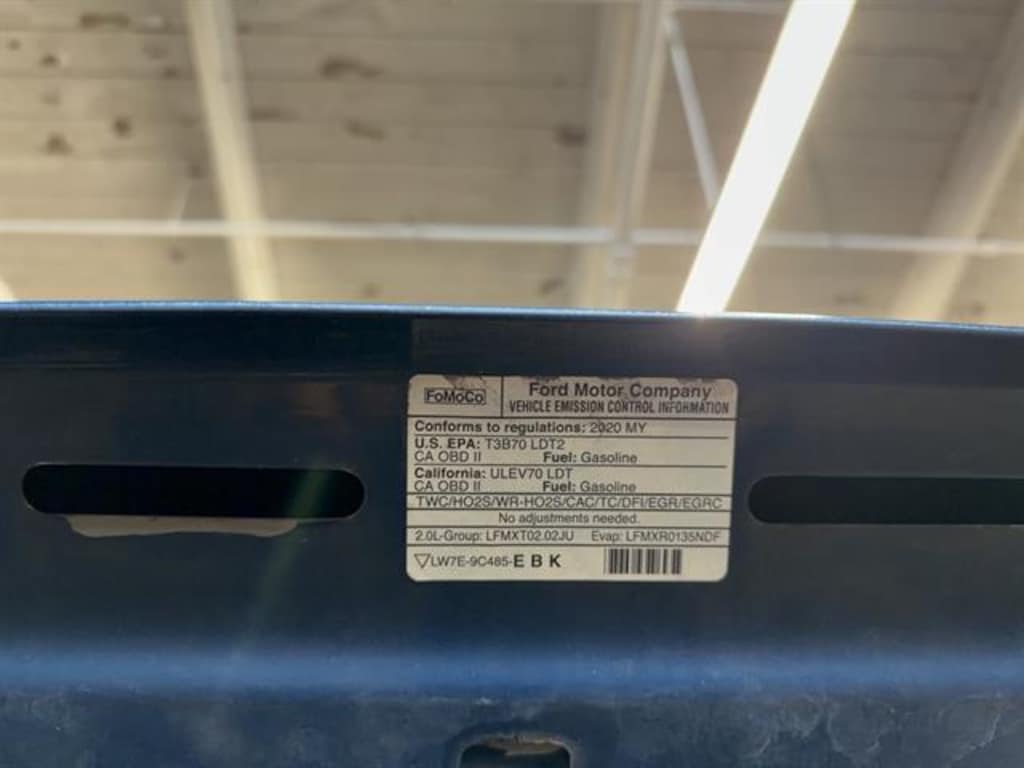 FoMoCo
Ford Motor Company
VEHICLE EMISSION CONTROL INFORMATION
Conforms to regulations: 2020 MY
U.S. EPA: T3B70 LDT2
CA OBD II Fuel: Gasoline
California: ULEV70 LDT
CA OBD II Fuel: Gasoline
TWC/HO2S/WR-HO2S/CAC/TC/DFI/EGR/EGRC
No adjustments needed.
2.0L-Group: LFMXT02.02JU Evap: LFMXR0135NDF
LW7E-9C485-EBK